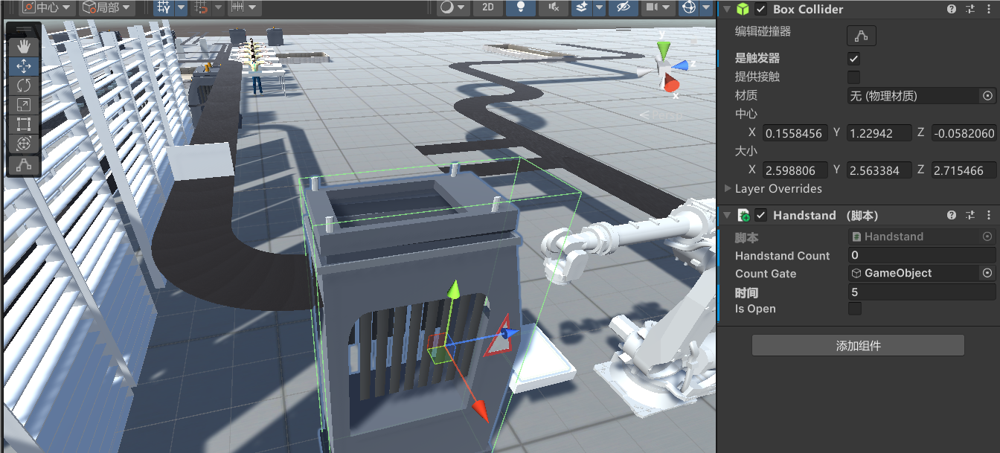 中心
局部
2D
y
z
x
Persp
Box Collider
编辑碰撞器
是触发器
提供接触
材质
无 (物理材质)
中心
X 0.1558456 Y 1.22942 Z -0.0582060
大小
X 2.598806 Y 2.563384 Z 2.715466
Layer Overrides
Handstand （脚本）
脚本 Handstand
Handstand Count 0
Count Gate GameObject
时间 5
Is Open
添加组件